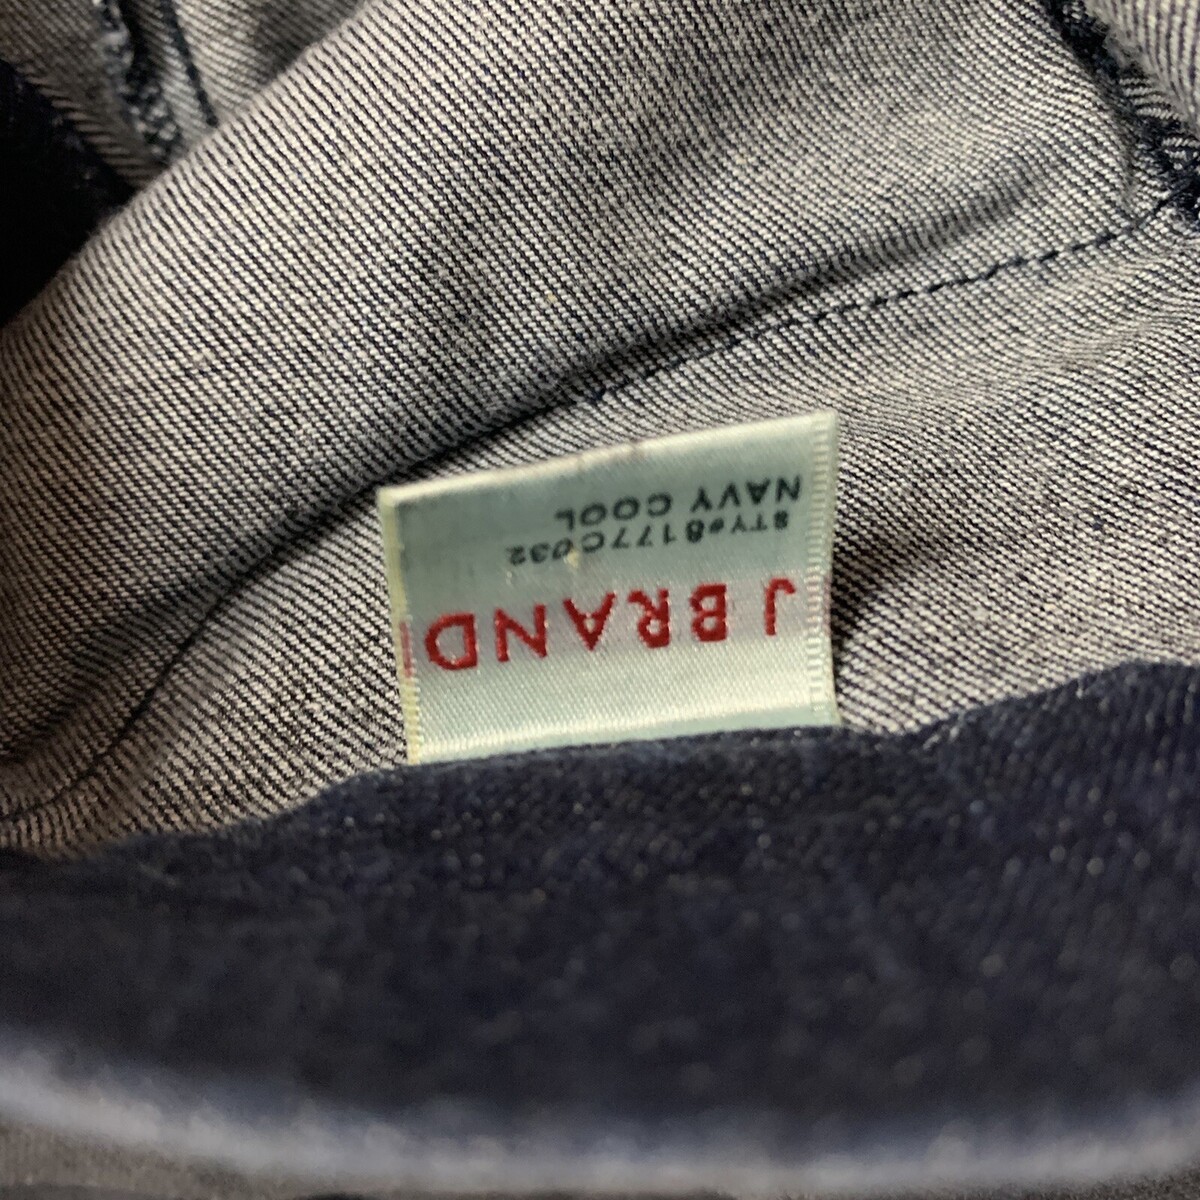 J BRAND
STY#8177C032
NAVY COOL